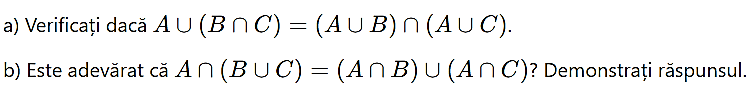 a) Verificați dacă A ∪ (B ∩ C) = (A ∪ B) ∩ (A ∪ C).
b) Este adevărat că A ∩ (B ∪ C) = (A ∩ B) ∪ (A ∩ C)? Demonstrați răspunsul.